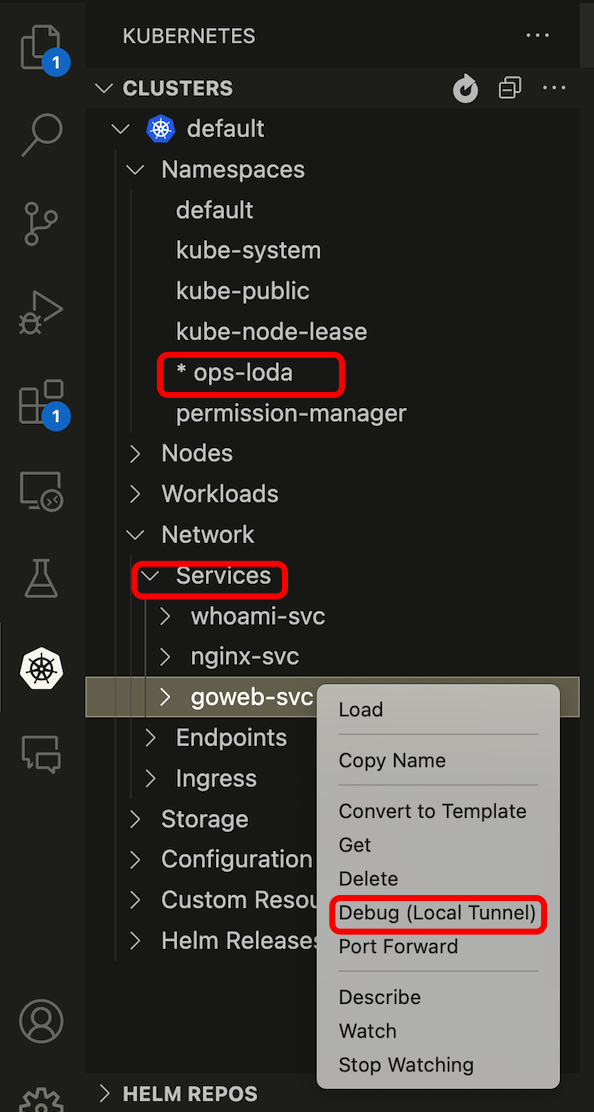 KUBERNETES
1
CLUSTERS
default
Namespaces
default
kube-system
kube-public
kube-node-lease
* ops-loda
permission-manager
1
Nodes
Workloads
Network
Services
whoami-svc
nginx-svc
goweb-svc
Endpoints
Ingress
Storage
Configuration
Custom Resou
Helm Releases
Load
Copy Name
Convert to Template
Get
Delete
Debug (Local Tunnel)
Port Forward
Describe
Watch
Stop Watching
HELM REPOS